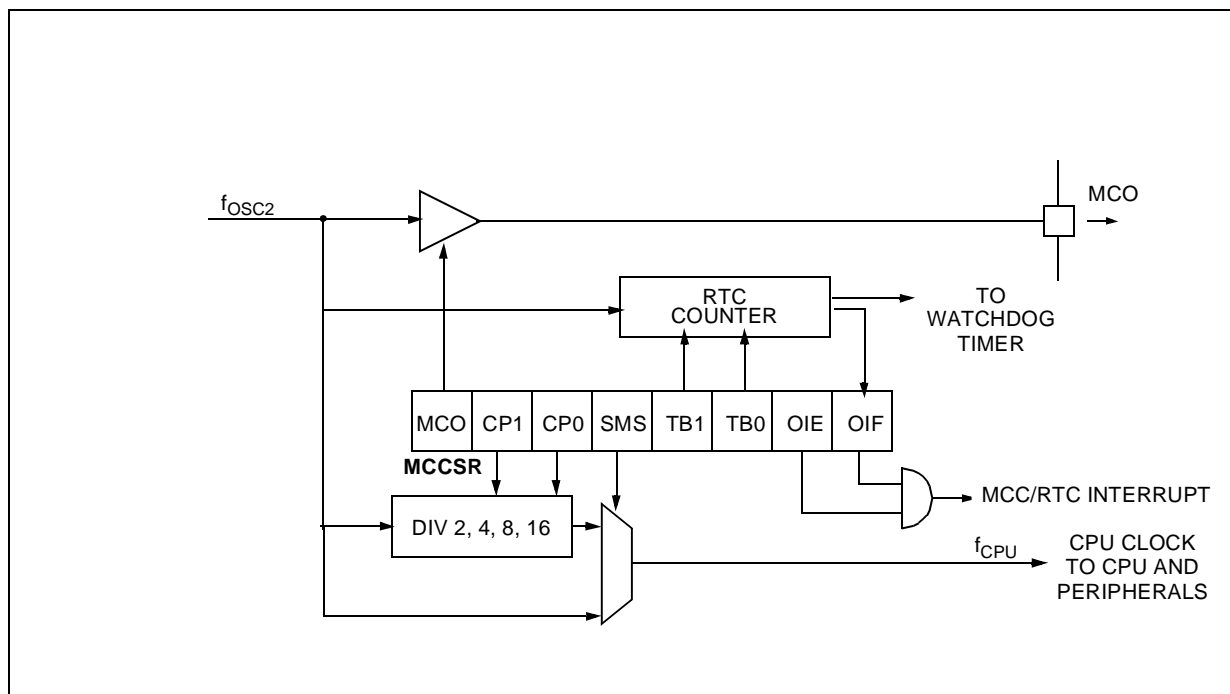 fOSC2
MCO
RTC
COUNTER
TO
WATCHDOG
TIMER
MCO CP1 CP0 SMS TB1 TB0 OIE OIF
MCCSR
MCC/RTC INTERRUPT
DIV 2, 4, 8, 16
fCPU
CPU CLOCK
TO CPU AND
PERIPHERALS